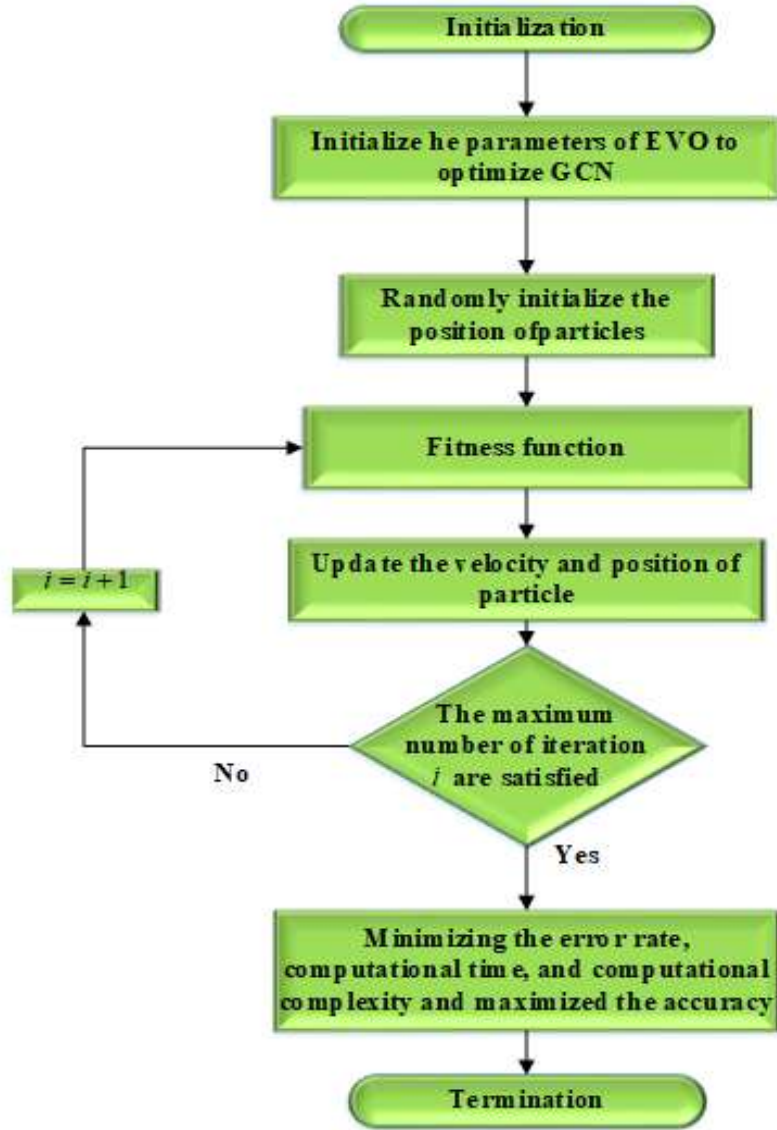 Initialization
Initialize he parameters of EVO to
optimize GCN
Randomly initialize the
position ofparticles
Fitness function
Update the velocity and position of
particle
i = i + 1
The maximum
number of iteration
i are satisfied
No
Yes
Minimizing the error rate,
computational time, and computational
complexity and maximized the accuracy
Termination